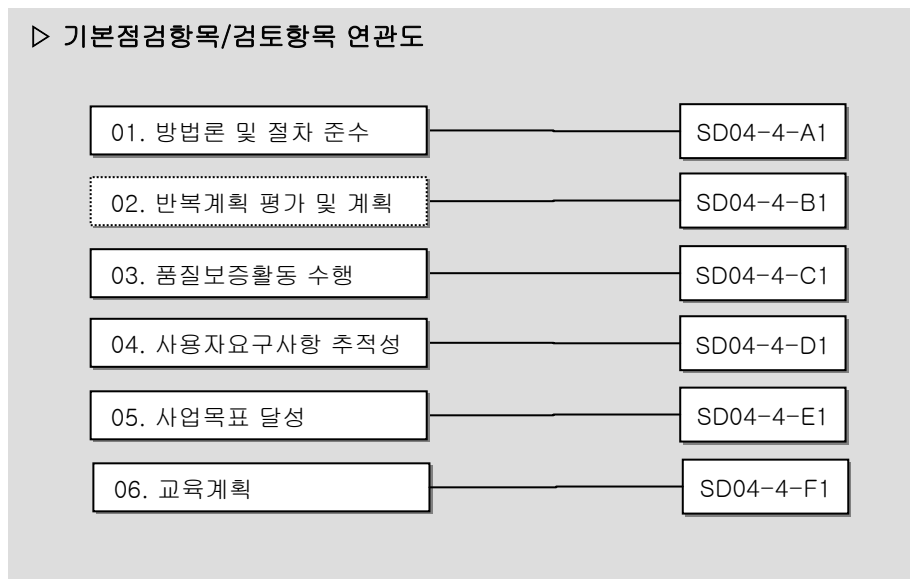 ▷ 기본점검항목/검토항목 연관도
01. 방법론 및 절차 준수 SD04-4-A1
02. 반복계획 평가 및 계획 SD04-4-B1
03. 품질보증활동 수행 SD04-4-C1
04. 사용자요구사항 추적성 SD04-4-D1
05. 사업목표 달성 SD04-4-E1
06. 교육계획 SD04-4-F1